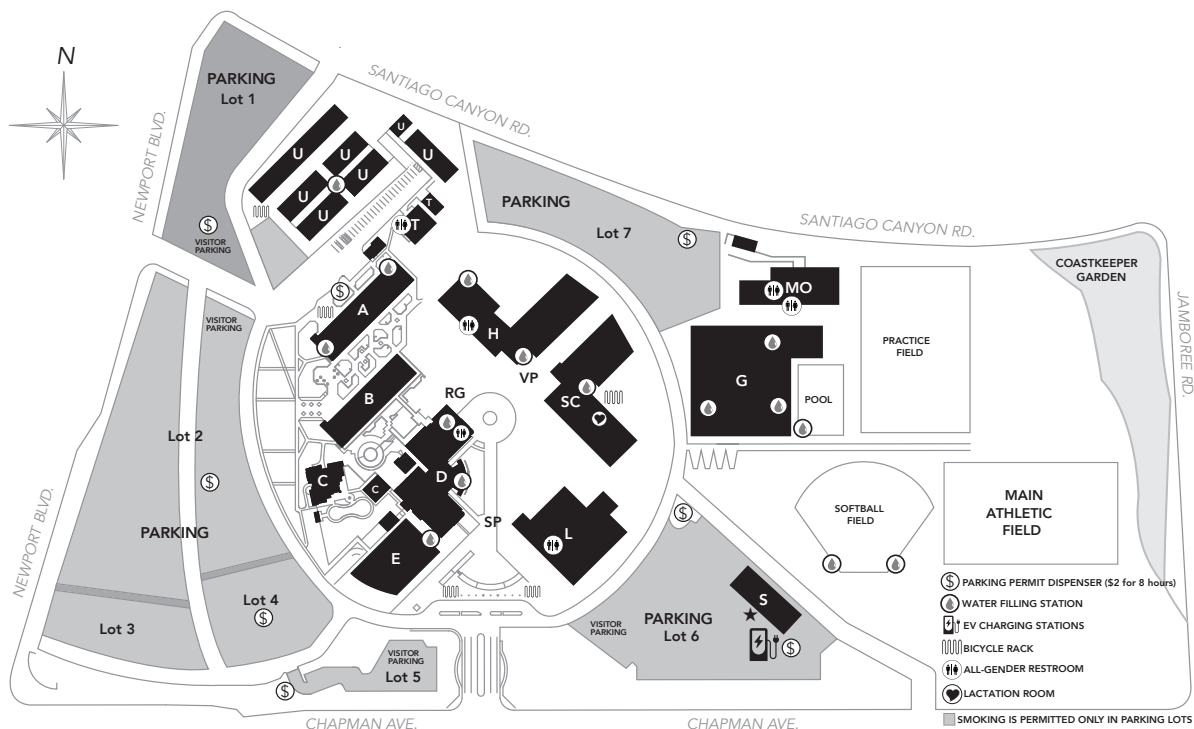 N
NEWPORT BLVD.
PARKING
Lot 1
$
VISITOR
PARKING
SANTIAGO CANYON RD.
U
U
U
U
U
U
U
U
T
T
PARKING
Lot 7
$
SANTIAGO CANYON RD.
COASTKEEPER
GARDEN
JAMBOREE RD.
MO
PRACTICE
FIELD
G
POOL
VISITOR
PARKING
$
A
H
VP
B
RG
SC
Lot 2
$
C
C
D
SP
L
E
$
SOFTBALL
FIELD
MAIN
ATHLETIC
FIELD
NEWPORT BLVD.
PARKING
Lot 3
Lot 4
$
VISITOR
PARKING
Lot 5
$
VISITOR
PARKING
PARKING
Lot 6
S
$
CHAPMAN AVE.
CHAPMAN AVE.
$ PARKING PERMIT DISPENSER ($2 for 8 hours)
WATER FILLING STATION
EV CHARGING STATIONS
BICYCLE RACK
ALL-GENDER RESTROOM
LACTATION ROOM
SMOKING IS PERMITTED ONLY IN PARKING LOTS